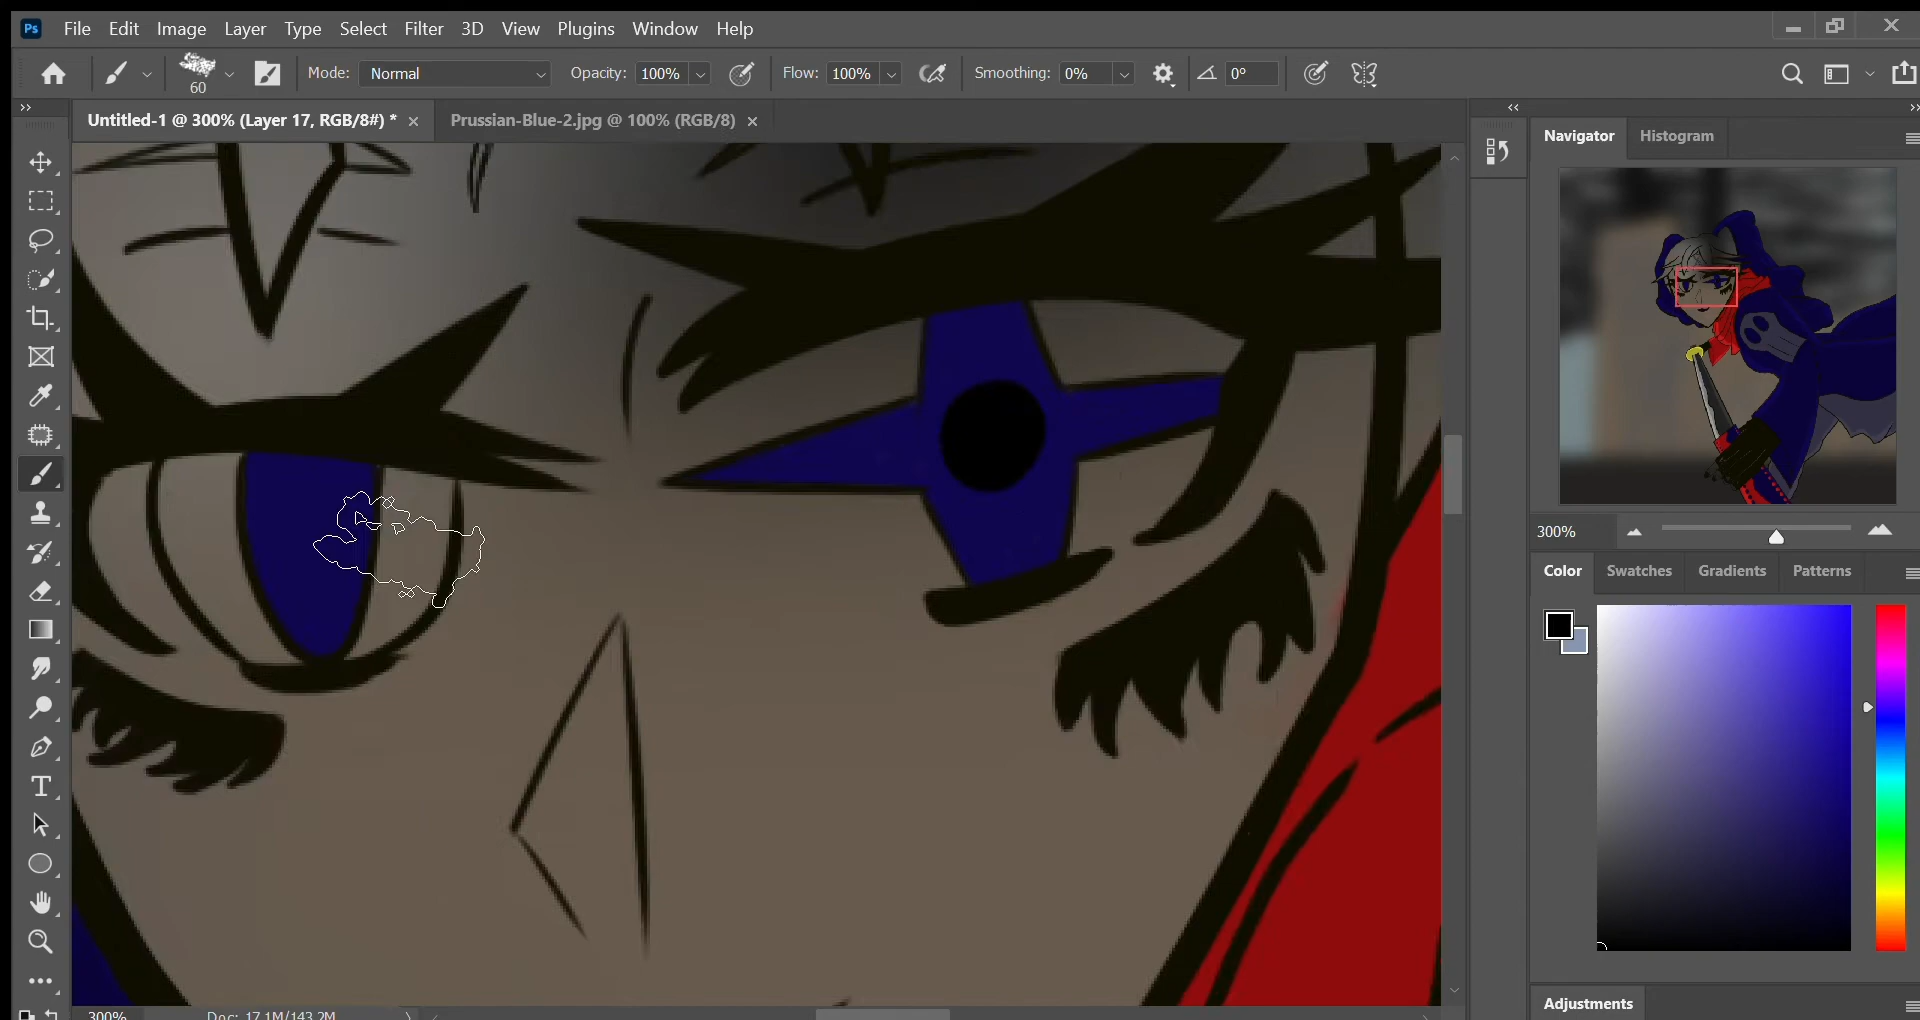 Ps File Edit Image Layer Type Select Filter 3D View Plugins Window Help
60 Mode: Normal Opacity: 100% Flow: 100% Smoothing: 0% 0°
Untitled-1 @ 300% (Layer 17, RGB/8#) * Prussian-Blue-2.jpg @ 100% (RGB/8)
Navigator Histogram
300%
Color Swatches Gradients Patterns
Adjustments
300% Doc: 17.1M/143.2M